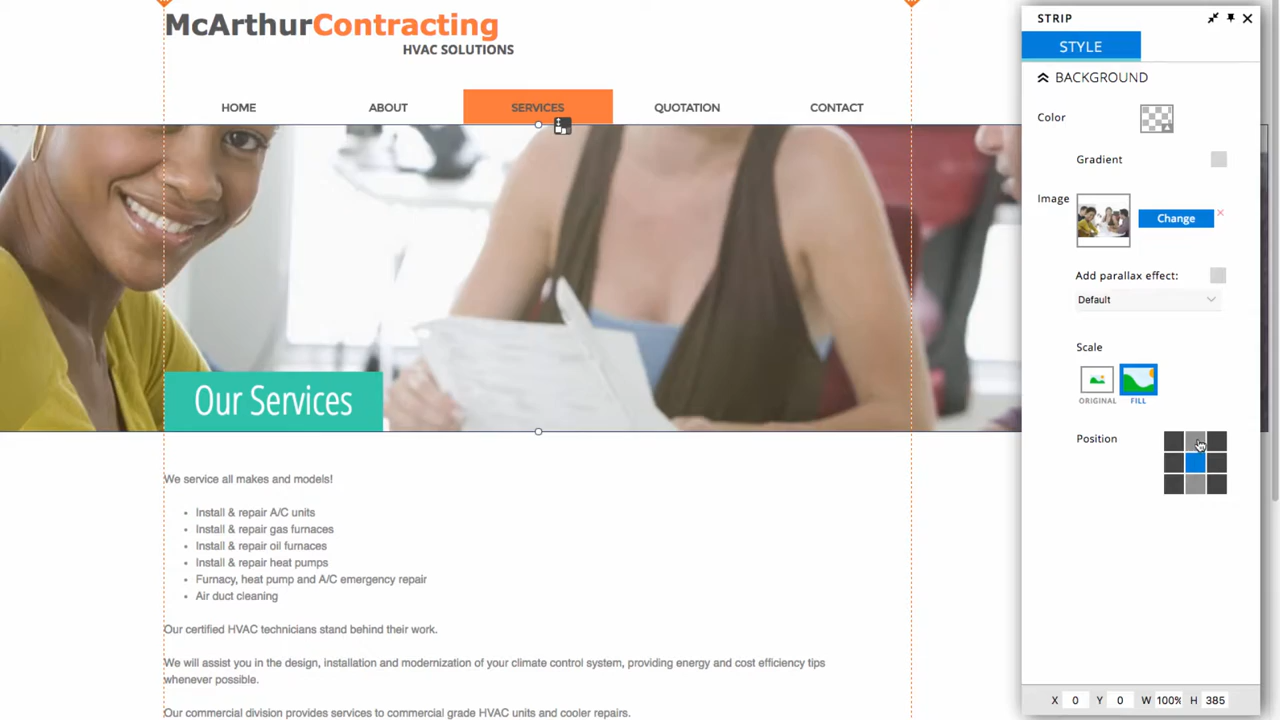 McArthurContracting
HVAC SOLUTIONS
HOME ABOUT SERVICES QUOTATION CONTACT
Our Services
We service all makes and models!
Install & repair A/C units
Install & repair gas furnaces
Install & repair oil furnaces
Install & repair heat pumps
Furnacy, heat pump and A/C emergency repair
Air duct cleaning
Our certified HVAC technicians stand behind their work.
We will assist you in the design, installation and modernization of your climate control system, providing energy and cost efficiency tips
whenever possible.
Our commercial division provides services to commercial grade HVAC units and cooler repairs.
STRIP
STYLE
BACKGROUND
Color
Gradient
Image
Change
Add parallax effect:
Default
Scale
ORIGINAL FILL
Position
X 0 Y 0 W 100% H 385